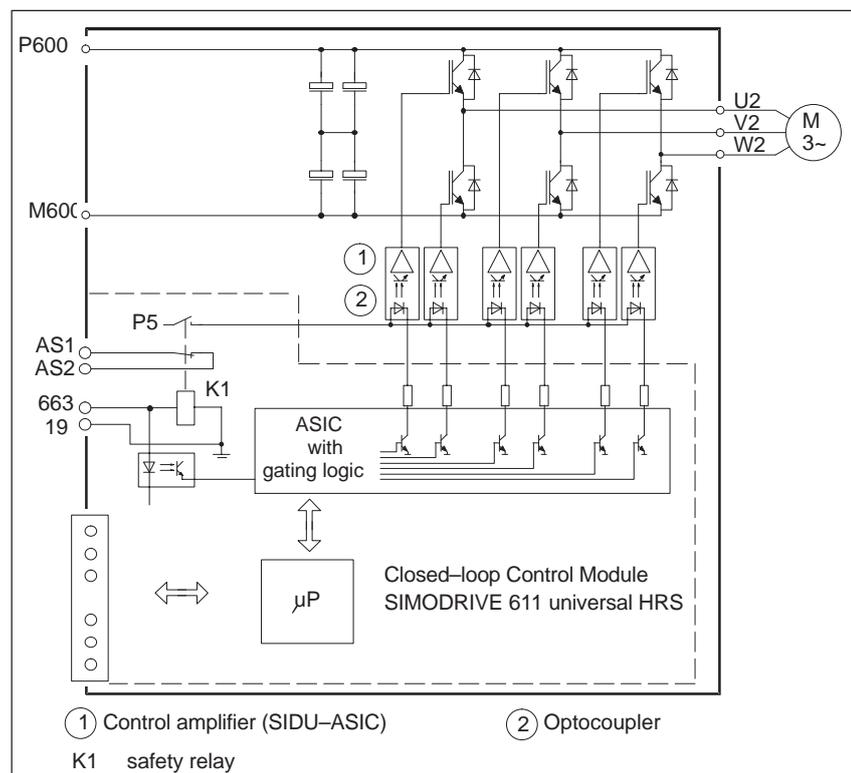 P600
U2
V2
W2
M
3~
M600
1
2
P5
AS1
AS2
K1
663
19
ASIC
with
gating logic
µP
Closed–loop Control Module
SIMODRIVE 611 universal HRS
1 Control amplifier (SIDU–ASIC)
2 Optocoupler
K1 safety relay